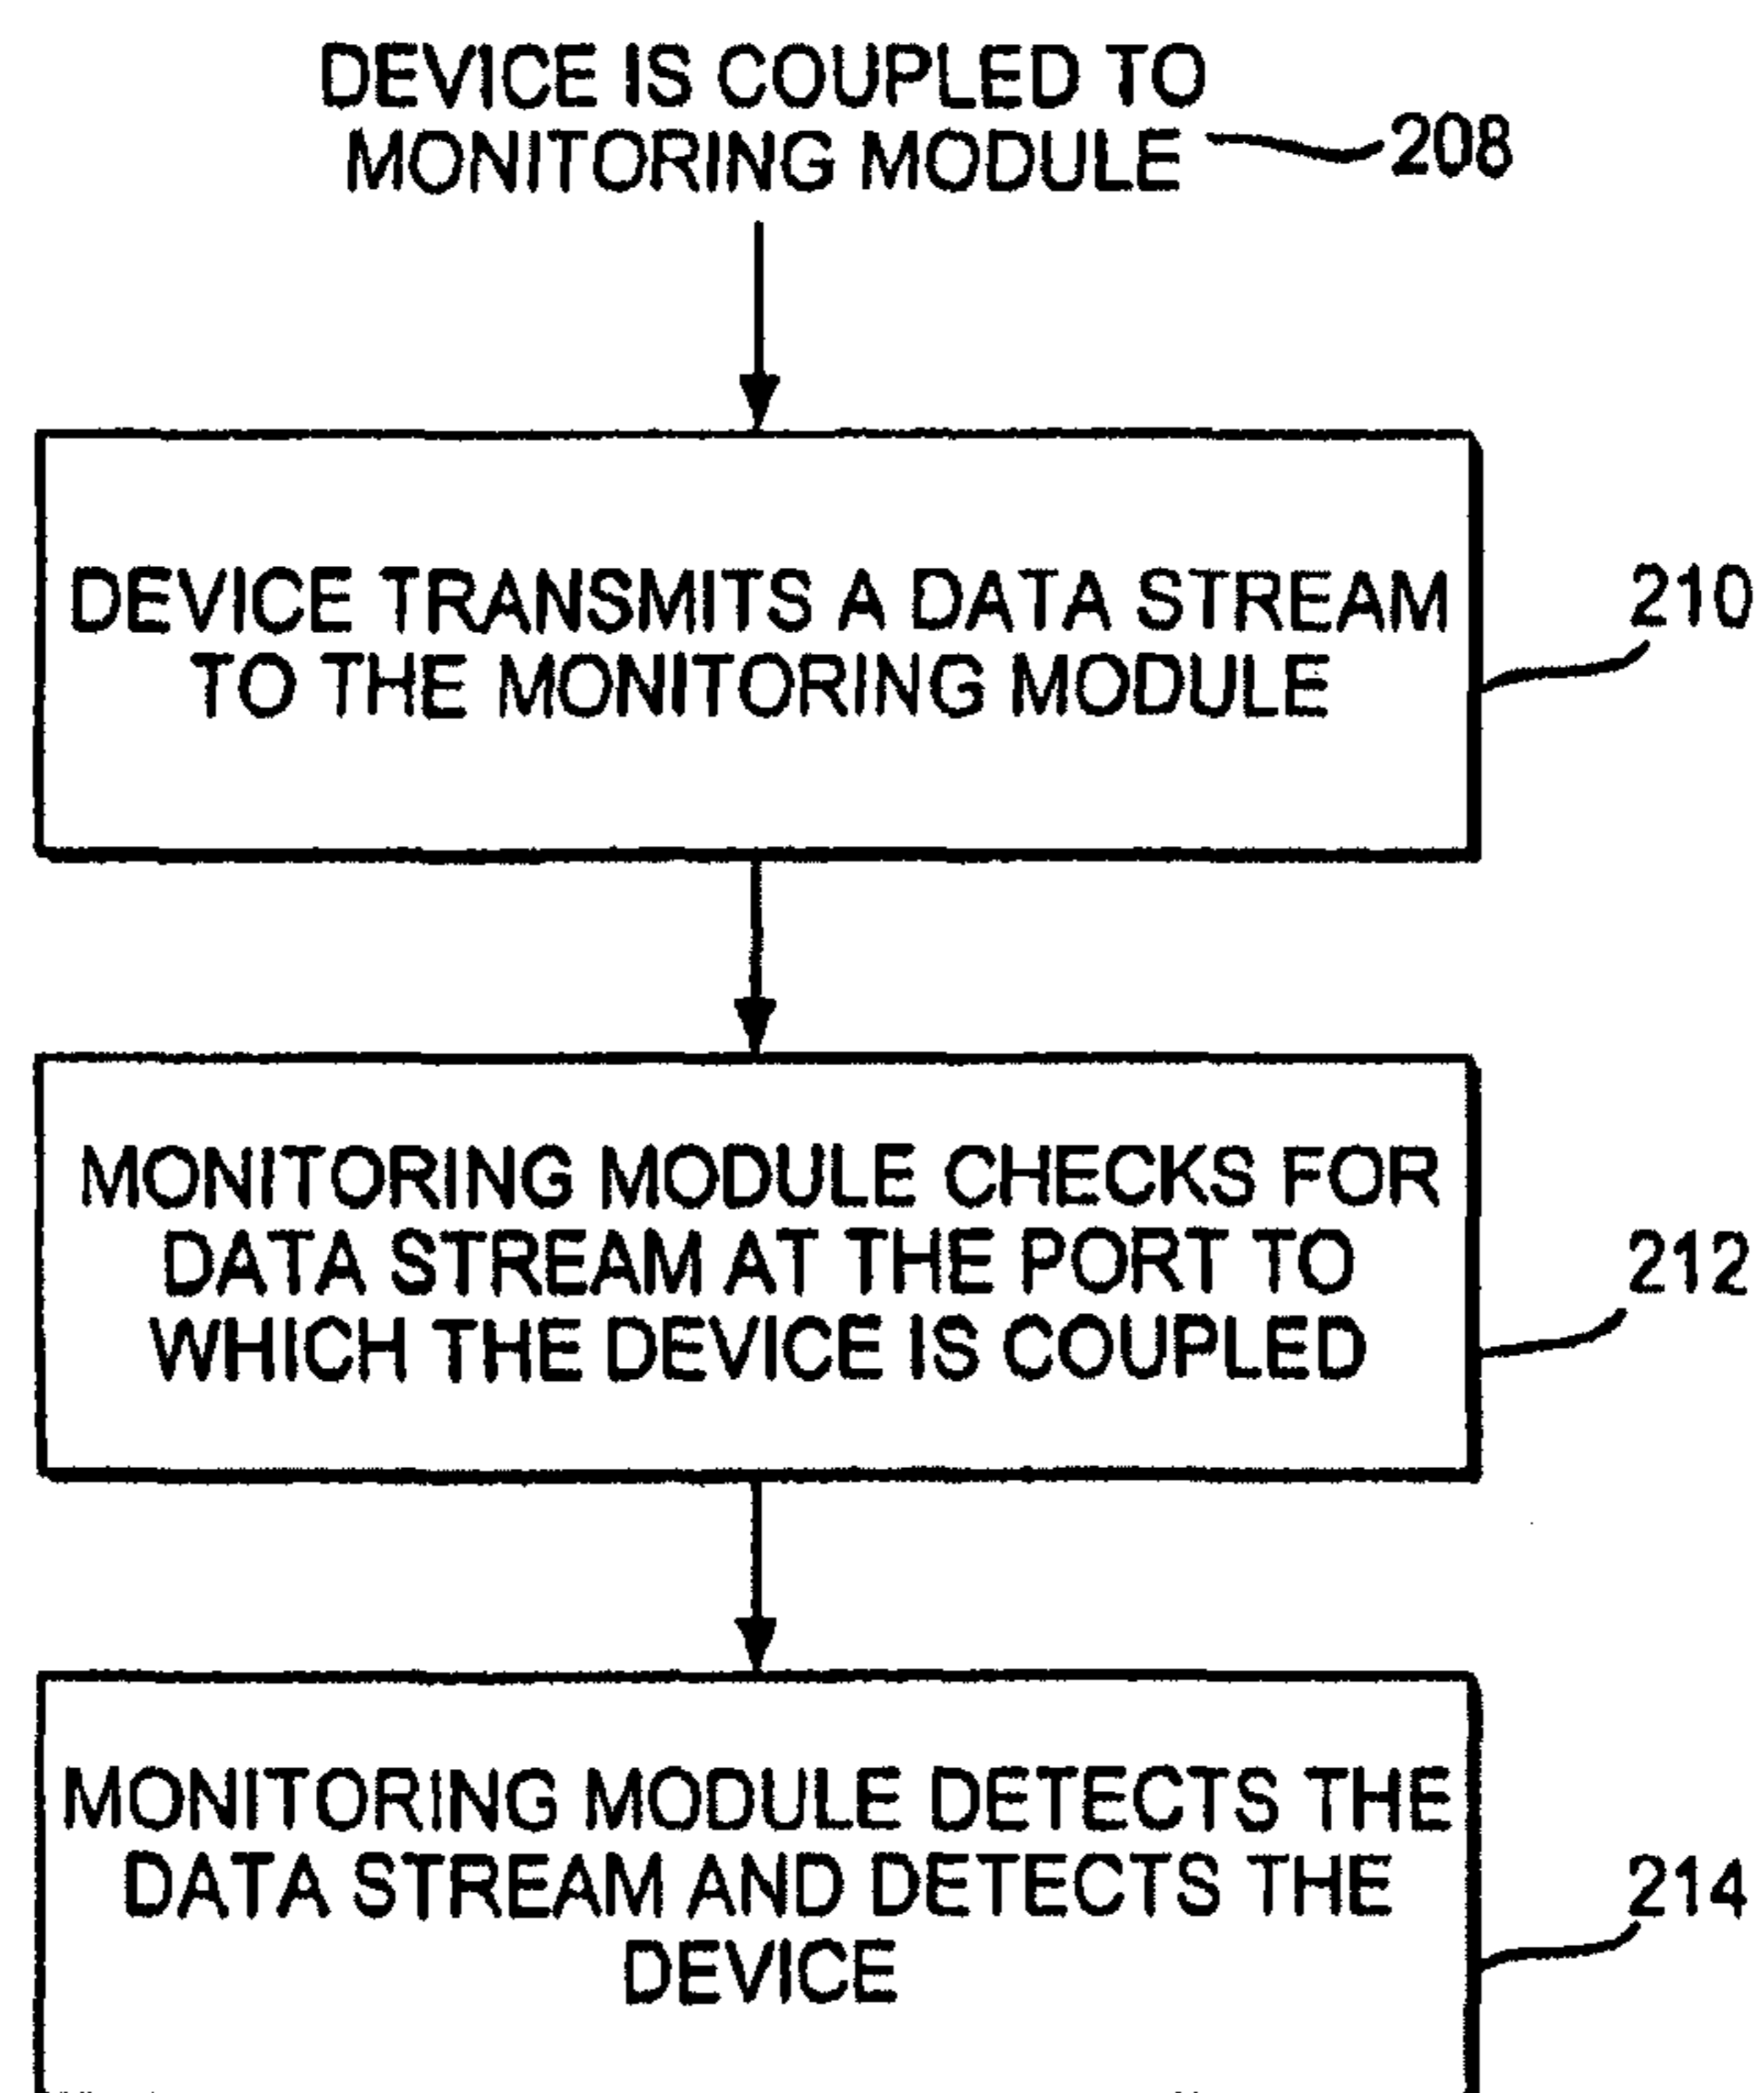 DEVICE IS COUPLED TO
MONITORING MODULE 208
DEVICE TRANSMITS A DATA STREAM
TO THE MONITORING MODULE
210
MONITORING MODULE CHECKS FOR
DATA STREAM AT THE PORT TO
WHICH THE DEVICE IS COUPLED
212
MONITORING MODULE DETECTS THE
DATA STREAM AND DETECTS THE
DEVICE
214